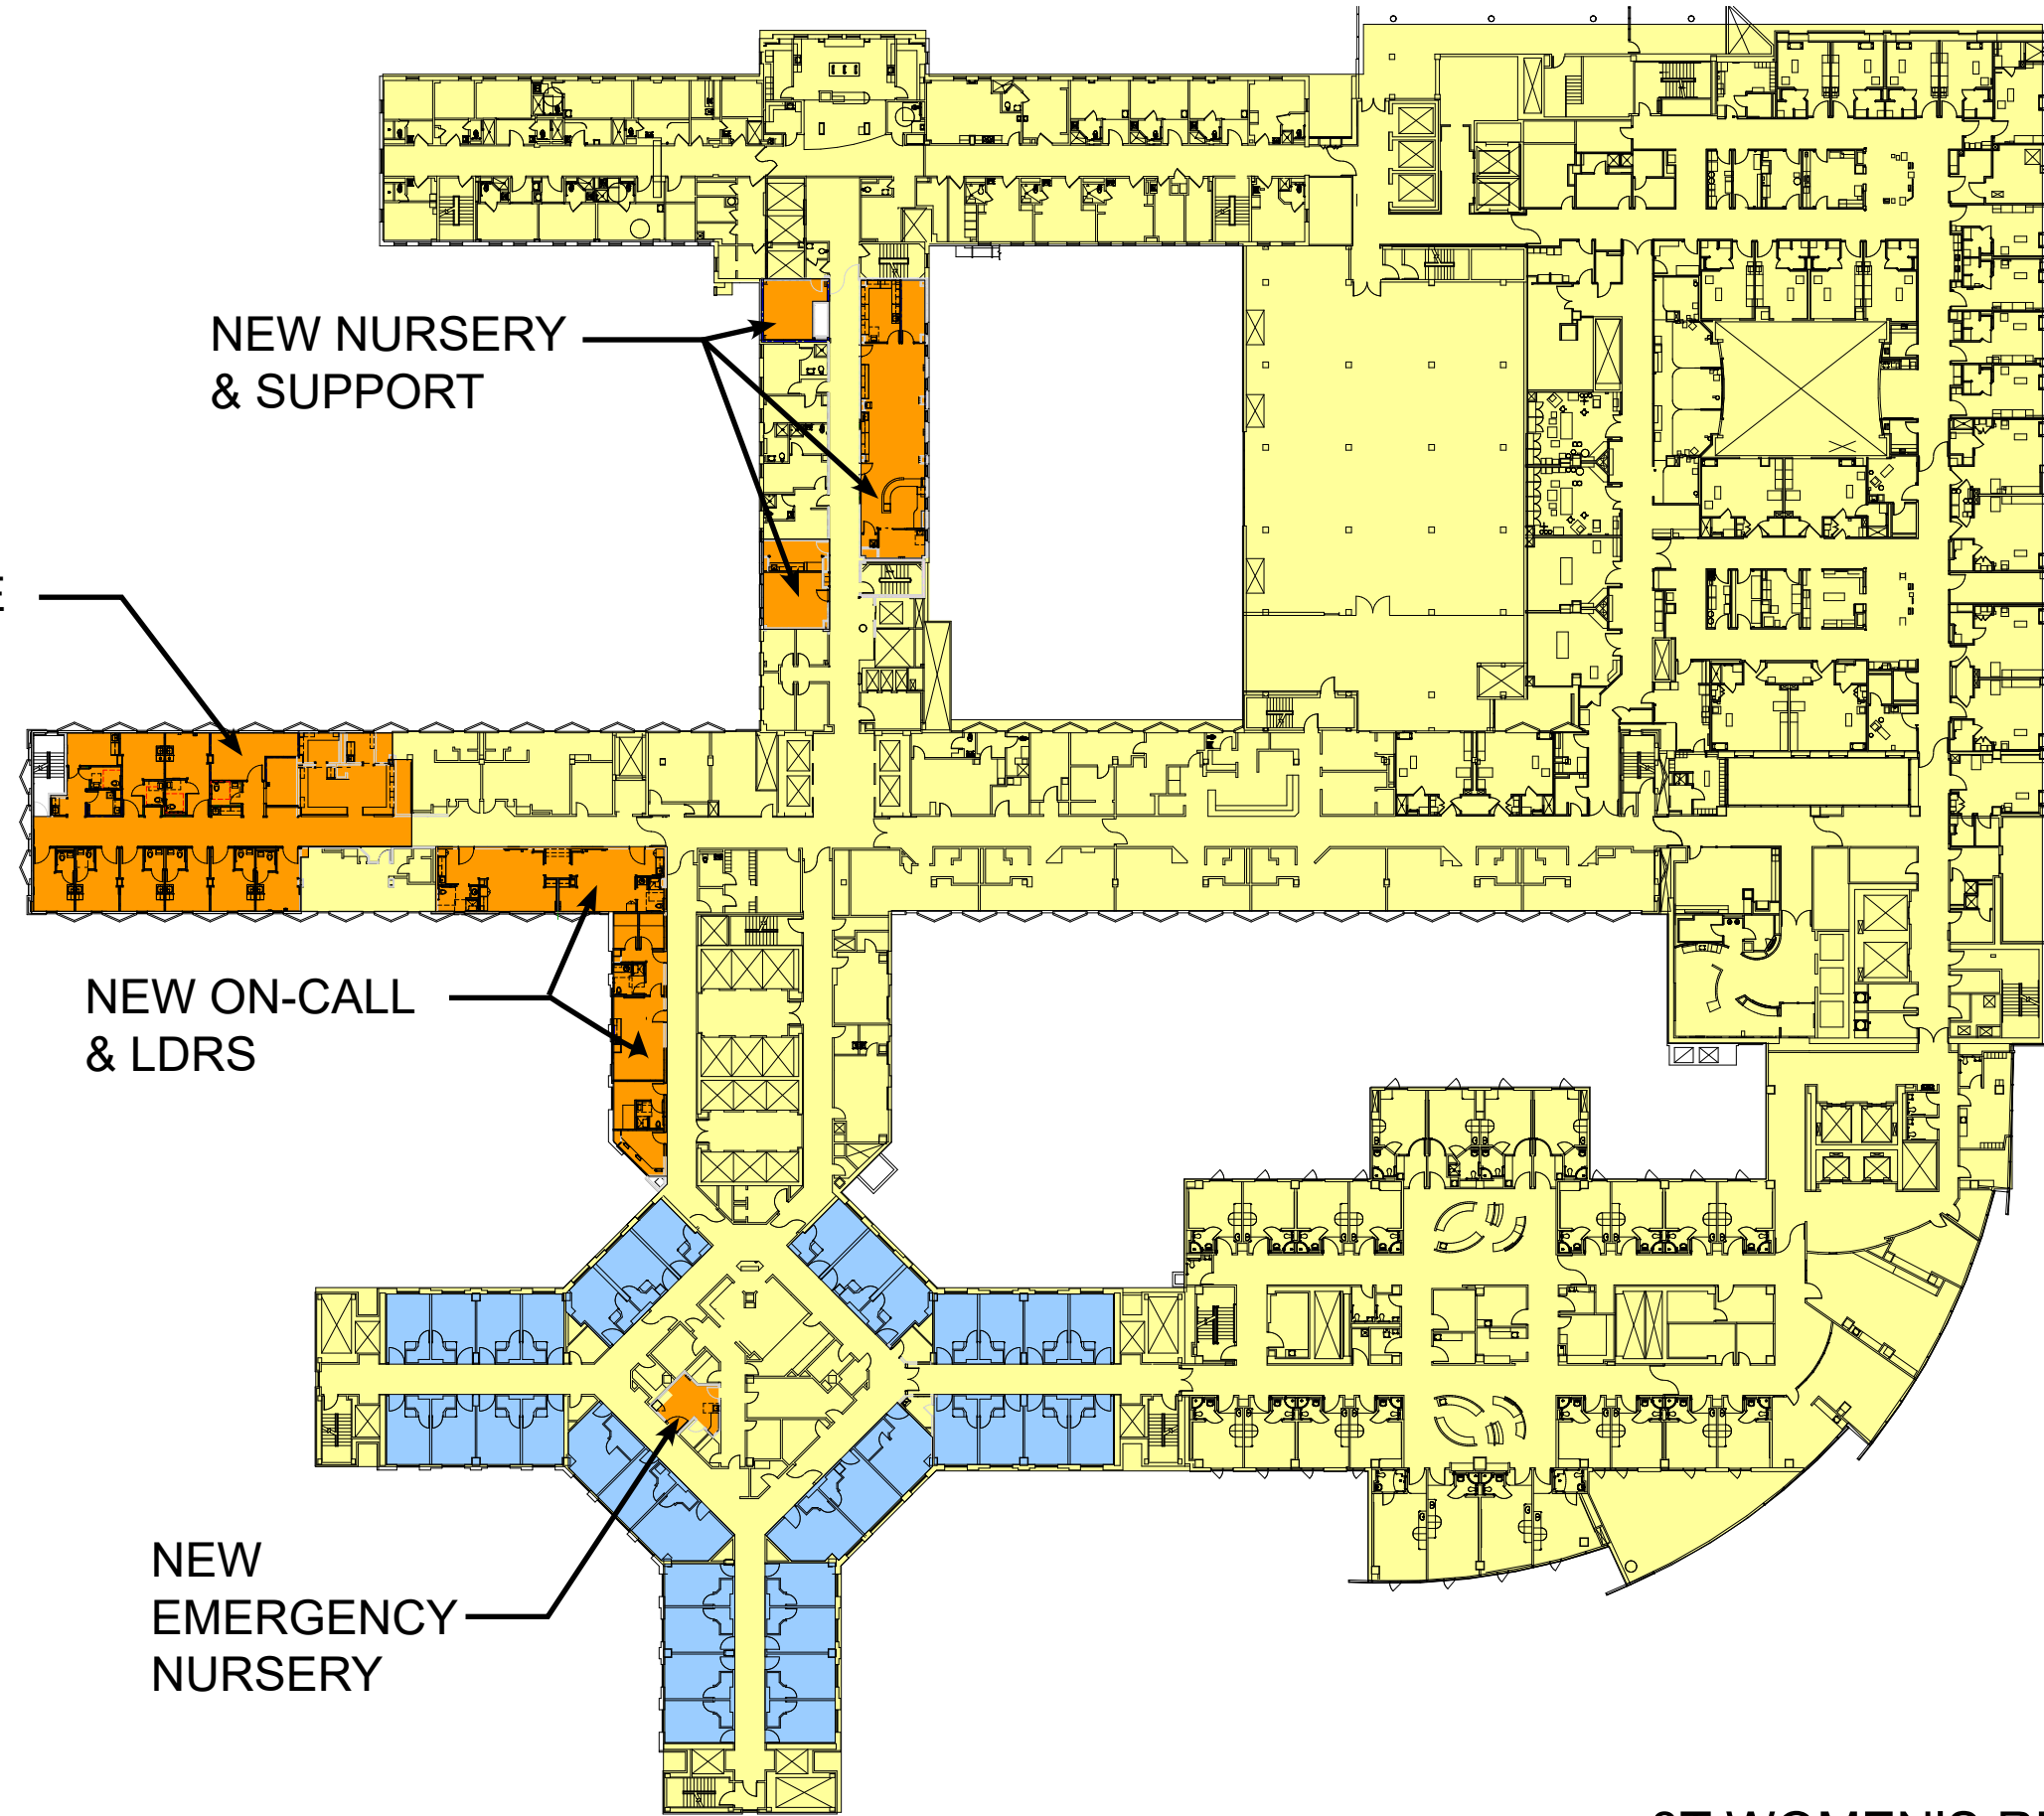 NEW NURSERY
& SUPPORT
E
NEW ON-CALL
& LDRS
NEW
EMERGENCY
NURSERY